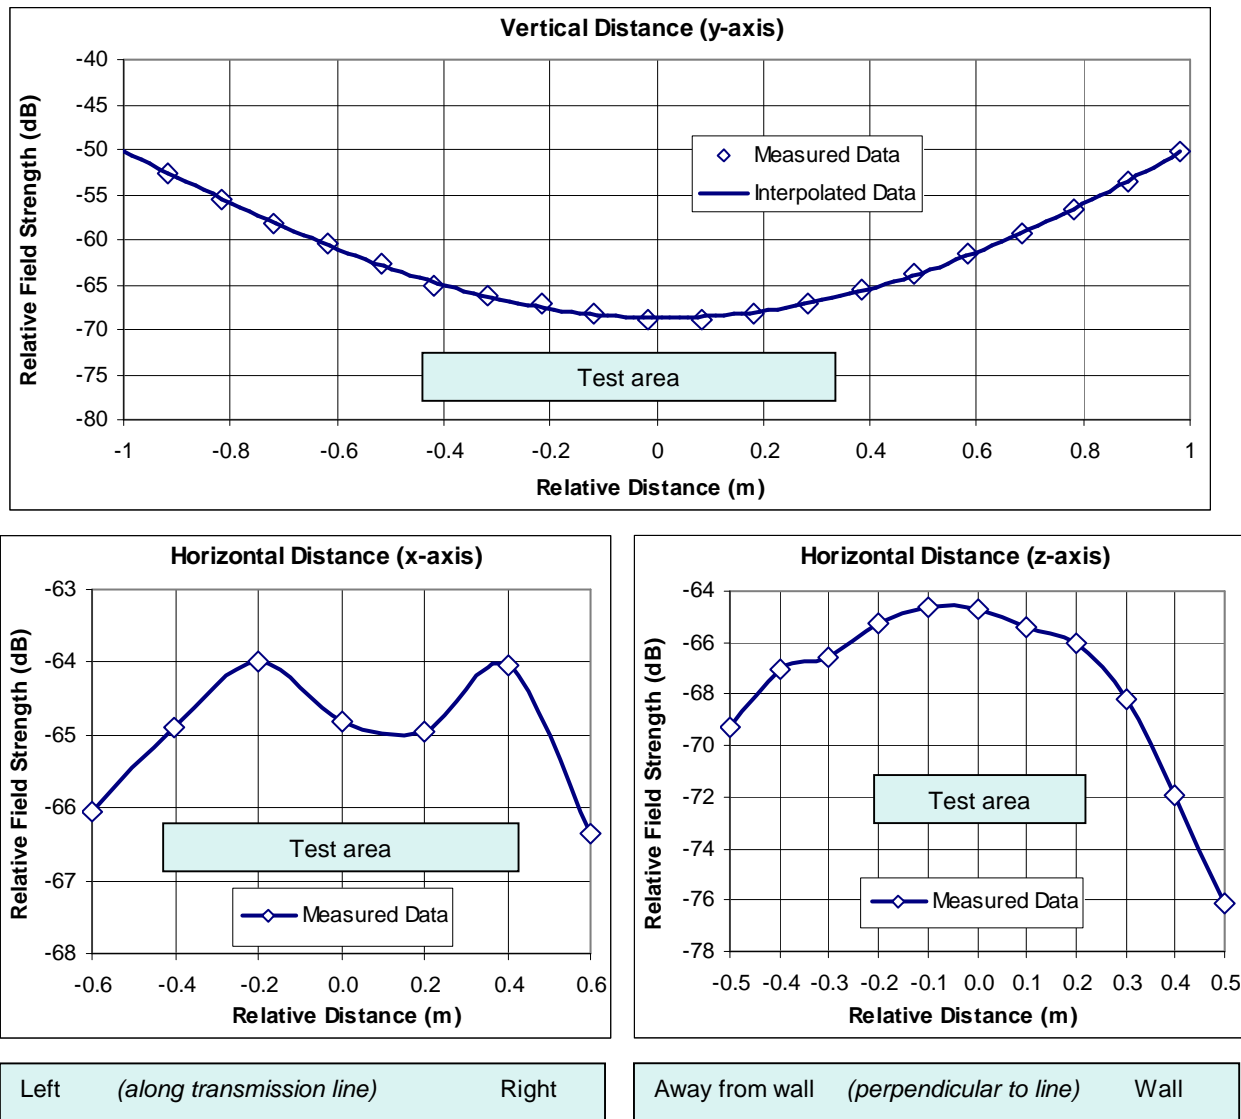 Vertical Distance (y-axis)
Relative Field Strength (dB)
-40
-45
-50
-55
-60
-65
-70
-75
-80
Measured Data
Interpolated Data
Test area
-1 -0.8 -0.6 -0.4 -0.2 0 0.2 0.4 0.6 0.8 1
Relative Distance (m)
Horizontal Distance (x-axis)
Relative Field Strength (dB)
-63
-64
-65
-66
-67
-68
Test area
Measured Data
-0.6 -0.4 -0.2 0.0 0.2 0.4 0.6
Relative Distance (m)
Left (along transmission line) Right
Horizontal Distance (z-axis)
Relative Field Strength (dB)
-64
-66
-68
-70
-72
-74
-76
-78
Test area
Measured Data
-0.5 -0.4 -0.3 -0.2 -0.1 0.0 0.1 0.2 0.3 0.4 0.5
Relative Distance (m)
Away from wall (perpendicular to line) Wall